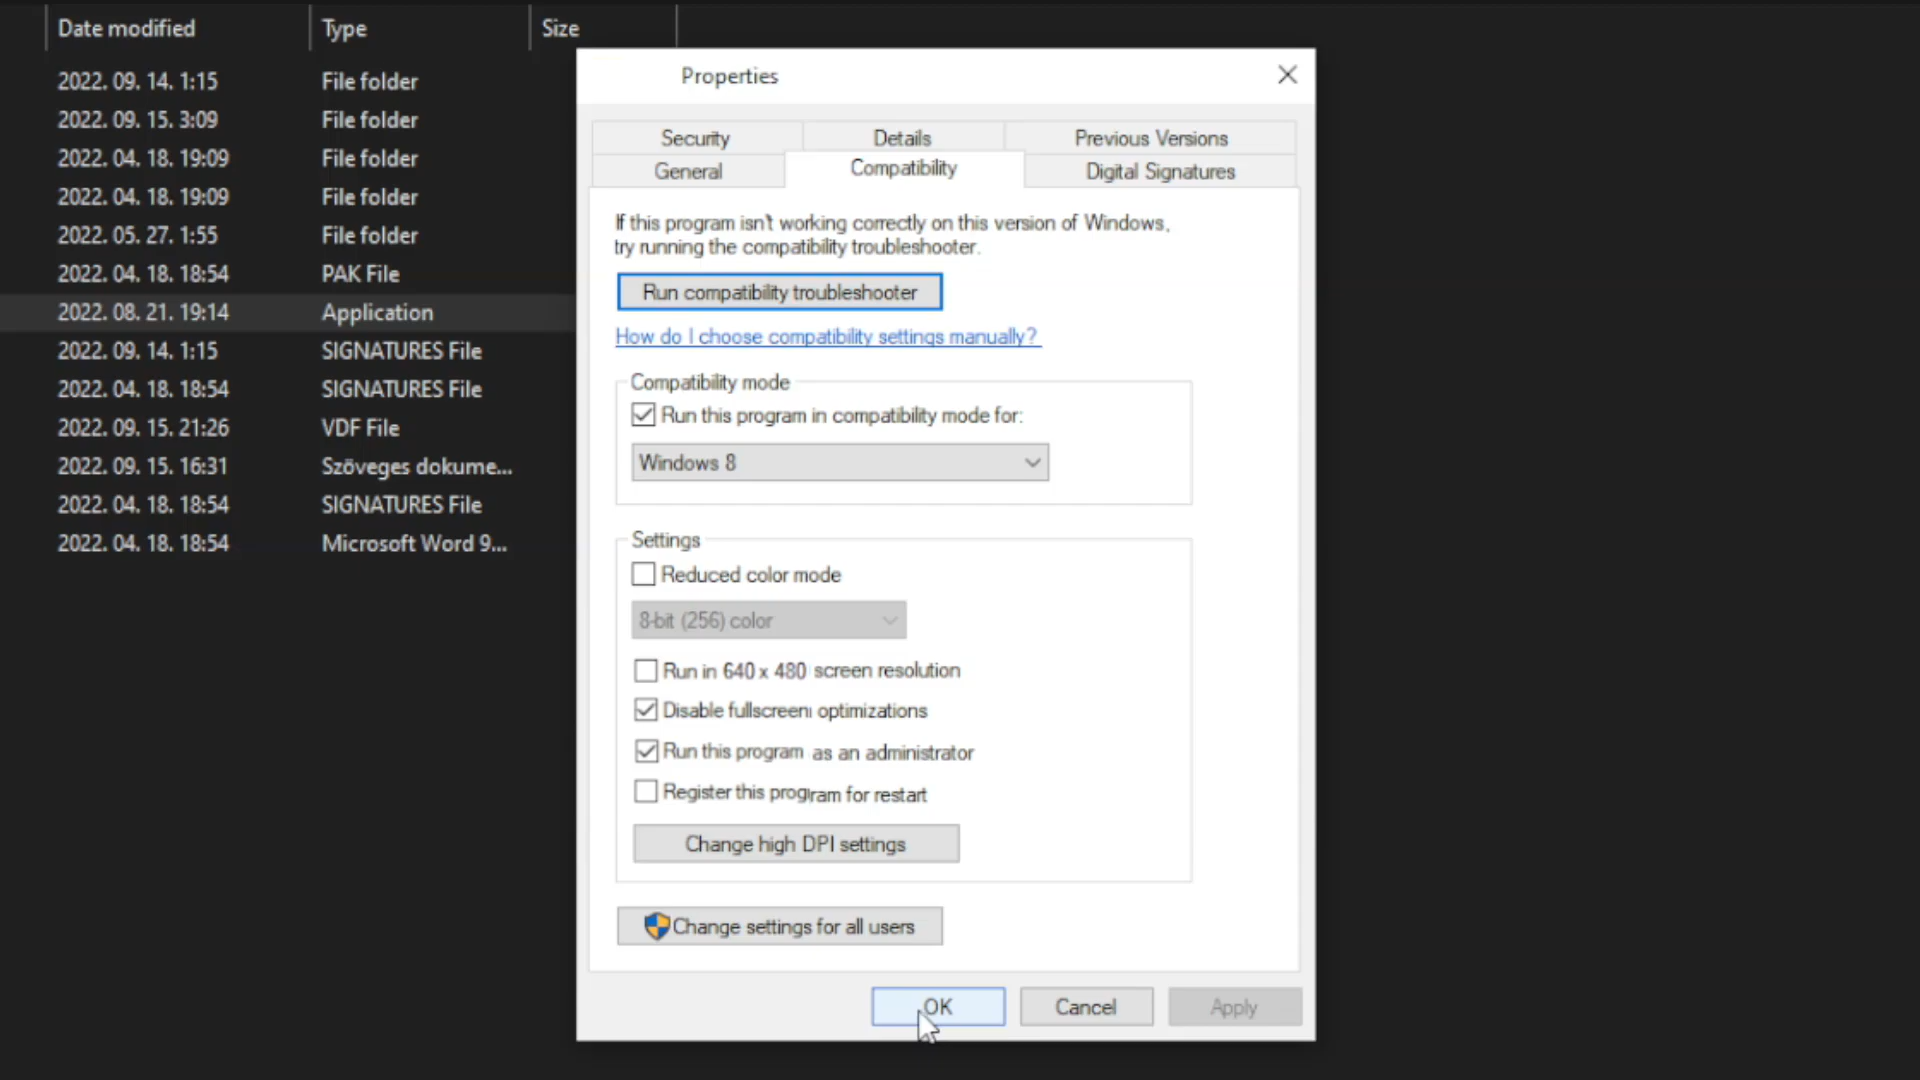 Date modified Type Size
2022. 09. 14. 1:15 File folder
2022. 09. 15. 3:09 File folder
2022. 04. 18. 19:09 File folder
2022. 04. 18. 19:09 File folder
2022. 05. 27. 1:55 File folder
2022. 04. 18. 18:54 PAK File
2022. 08. 21. 19:14 Application
2022. 09. 14. 1:15 SIGNATURES File
2022. 04. 18. 18:54 SIGNATURES File
2022. 09. 15. 21:26 VDF File
2022. 09. 15. 16:31 Szöveges dokume...
2022. 04. 18. 18:54 SIGNATURES File
2022. 04. 18. 18:54 Microsoft Word 9...
Properties
Security Details Previous Versions
General Compatibility Digital Signatures
If this program isn't working correctly on this version of Windows,
try running the compatibility troubleshooter.
Run compatibility troubleshooter
How do I choose compatibility settings manually?
Compatibility mode
Run this program in compatibility mode for:
Windows 8
Settings
Reduced color mode
8-bit (256) color
Run in 640 x 480 screen resolution
Disable fullscreen optimizations
Run this program as an administrator
Register this program for restart
Change high DPI settings
Change settings for all users
OK Cancel Apply